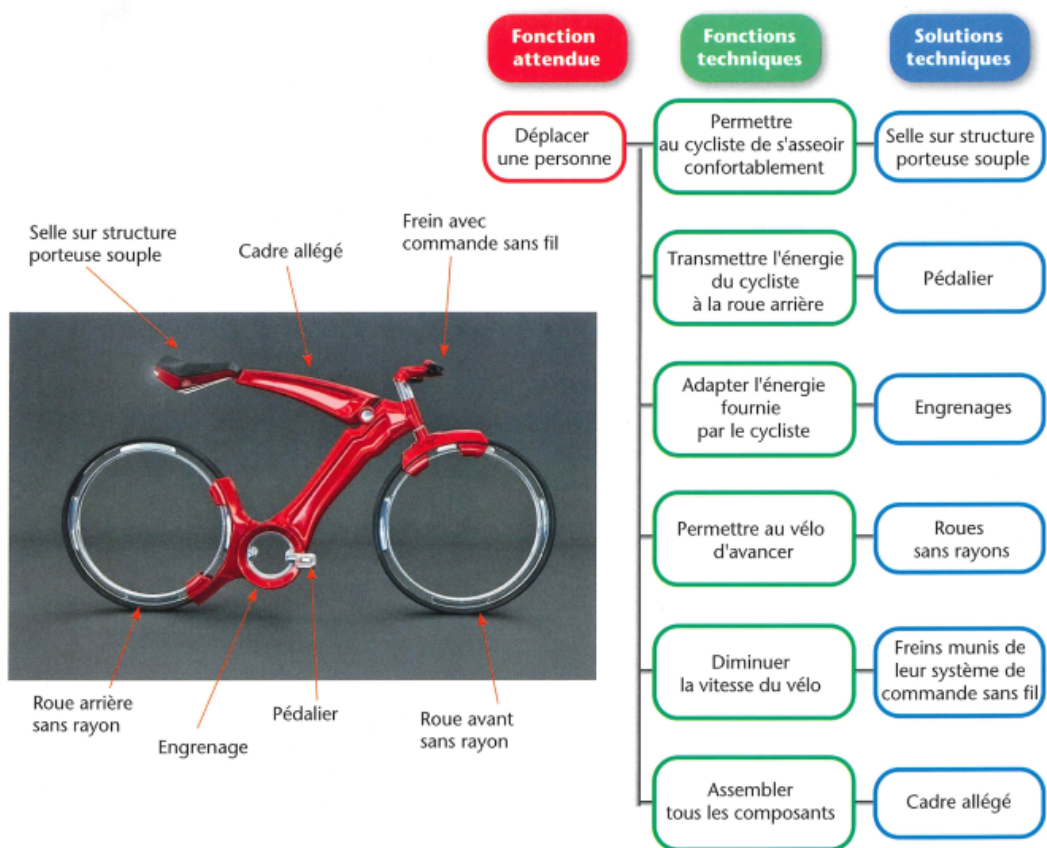 Fonction
attendue
Fonctions
techniques
Solutions
techniques
Déplacer
une personne
Permettre
au cycliste de s'asseoir
confortablement
Selle sur structure
porteuse souple
Transmettre l'énergie
du cycliste
à la roue arrière
Pédalier
Adapter l'énergie
fournie
par le cycliste
Engrenages
Permettre au vélo
d'avancer
Roues
sans rayons
Diminuer
la vitesse du vélo
Freins munis de
leur système de
commande sans fil
Assembler
tous les composants
Cadre allégé
Selle sur structure
porteuse souple
Cadre allégé
Frein avec
commande sans fil
Roue arrière
sans rayon
Engrenage
Pédalier
Roue avant
sans rayon